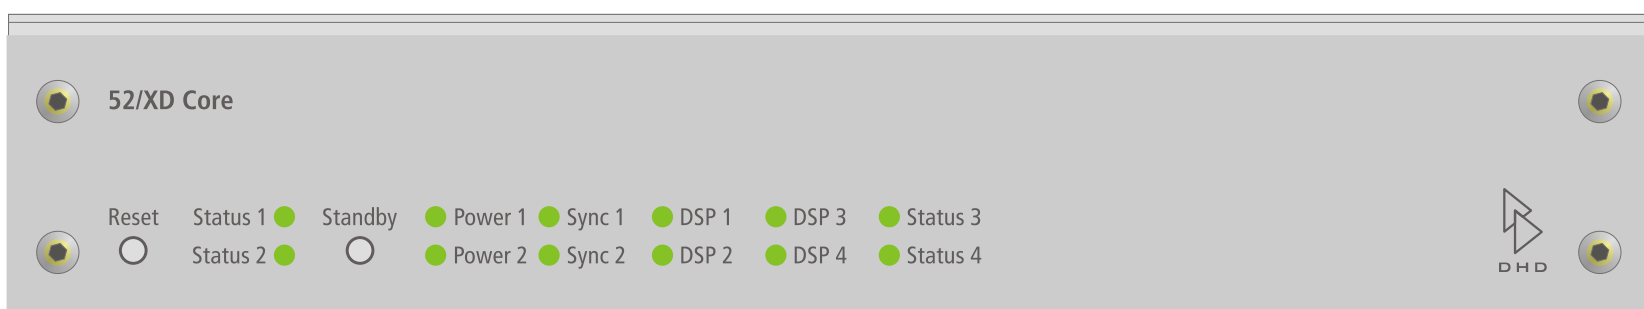 52/XD Core
Reset Status 1 Standby Power 1 Sync 1 DSP 1 DSP 3 Status 3
Status 2 Power 2 Sync 2 DSP 2 DSP 4 Status 4
DHD